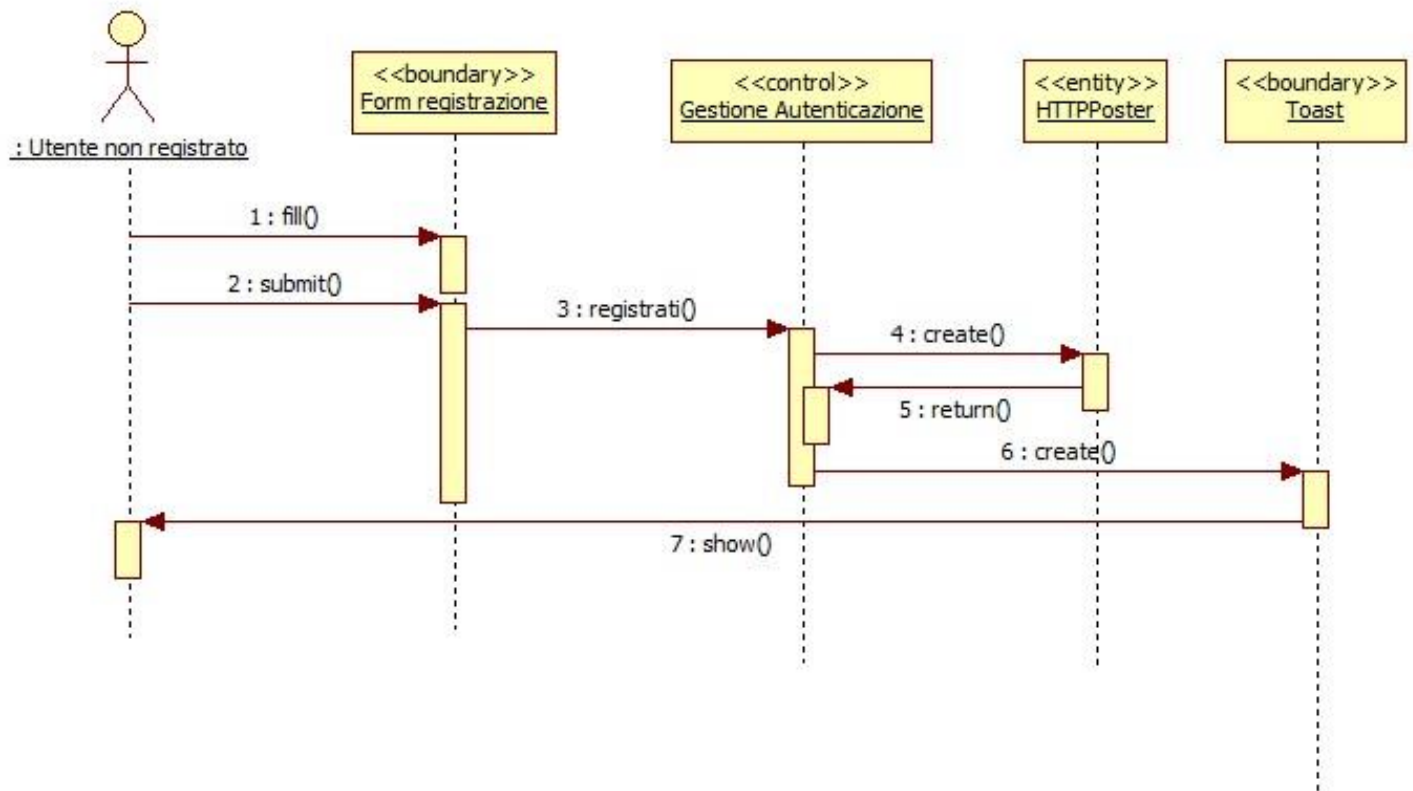 <<boundary>>
Form registrazione
<<control>>
Gestione Autenticazione
<<entity>>
HTTPPoster
<<boundary>>
Toast
: Utente non registrato
1 : fill()
2 : submit()
3 : registrati()
4 : create()
5 : return()
6 : create()
7 : show()